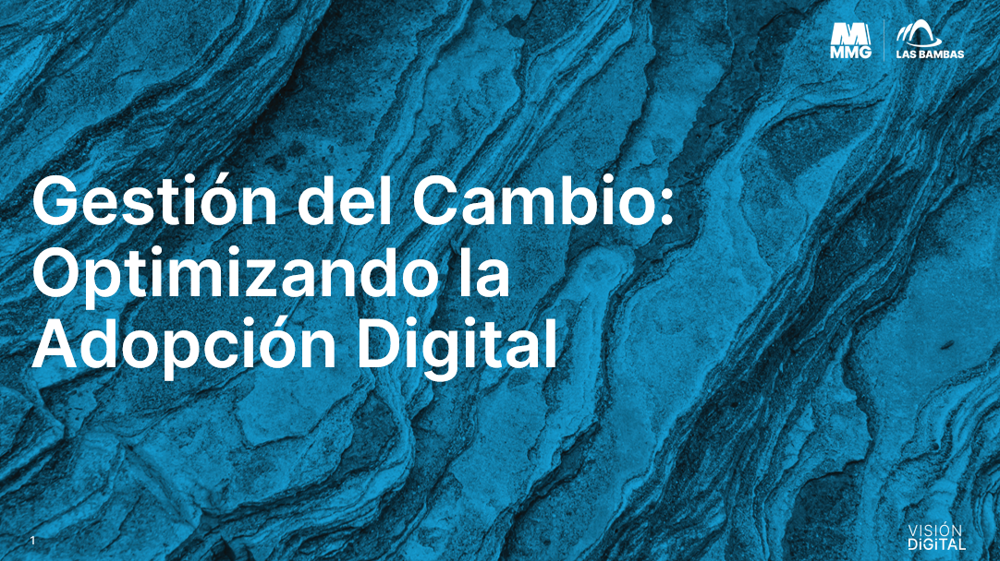 MMG
LAS BAMBAS
Gestión del Cambio:
Optimizando la
Adopción Digital
1
VISIÓN
DiGiTAL